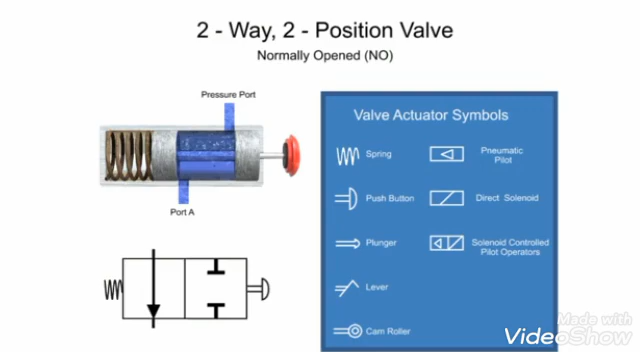 2 - Way, 2 - Position Valve
Normally Opened (NO)
Pressure Port
Port A
Valve Actuator Symbols
Spring
Pneumatic
Pilot
Push Button
Direct Solenoid
Plunger
Solenoid Controlled
Pilot Operators
Lever
Cam Roller
Made with
VideoShow